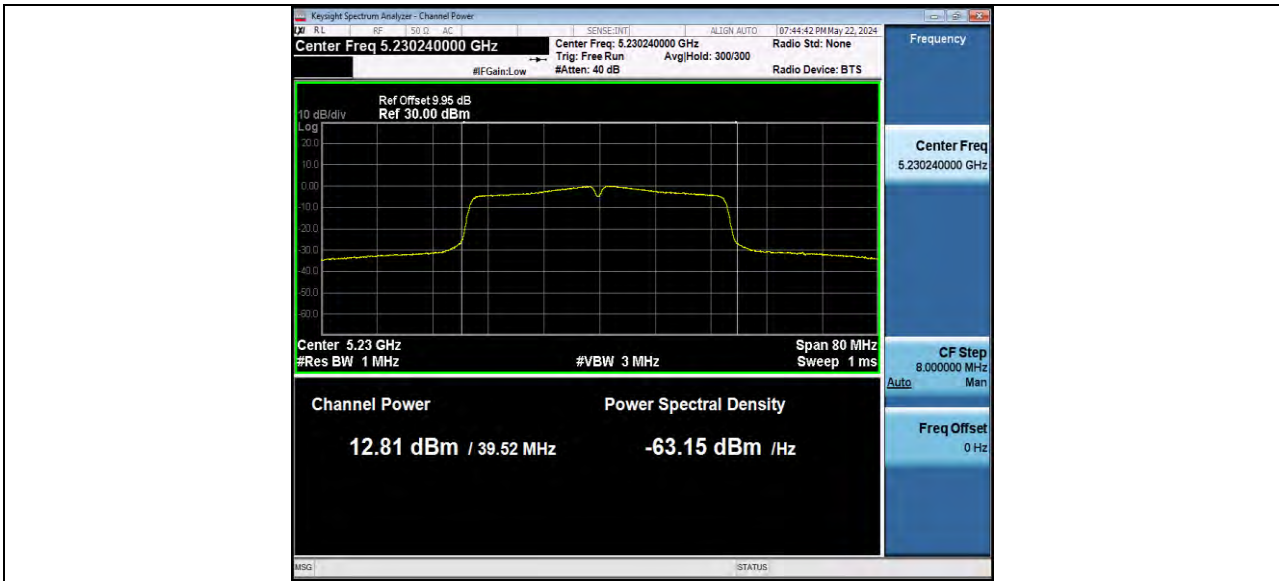 Keysight Spectrum Analyzer - Channel Power
LXI RL RF 50 Ω AC SENSE:INT ALIGN AUTO 07:44:42 PM May 22, 2024
Center Freq 5.230240000 GHz
Center Freq: 5.230240000 GHz Radio Std: None
Trig: Free Run Avg|Hold: 300/300
#IFGain:Low #Atten: 40 dB Radio Device: BTS
Frequency
Ref Offset 9.95 dB
10 dB/div Ref 30.00 dBm
Log
20.0
10.0
0.00
-10.0
-20.0
-30.0
-40.0
-50.0
-60.0
Center 5.23 GHz Span 80 MHz
#Res BW 1 MHz #VBW 3 MHz Sweep 1 ms
Channel Power Power Spectral Density
12.81 dBm / 39.52 MHz -63.15 dBm /Hz
Center Freq
5.230240000 GHz
CF Step
8.000000 MHz
Auto Man
Freq Offset
0 Hz
MSG STATUS